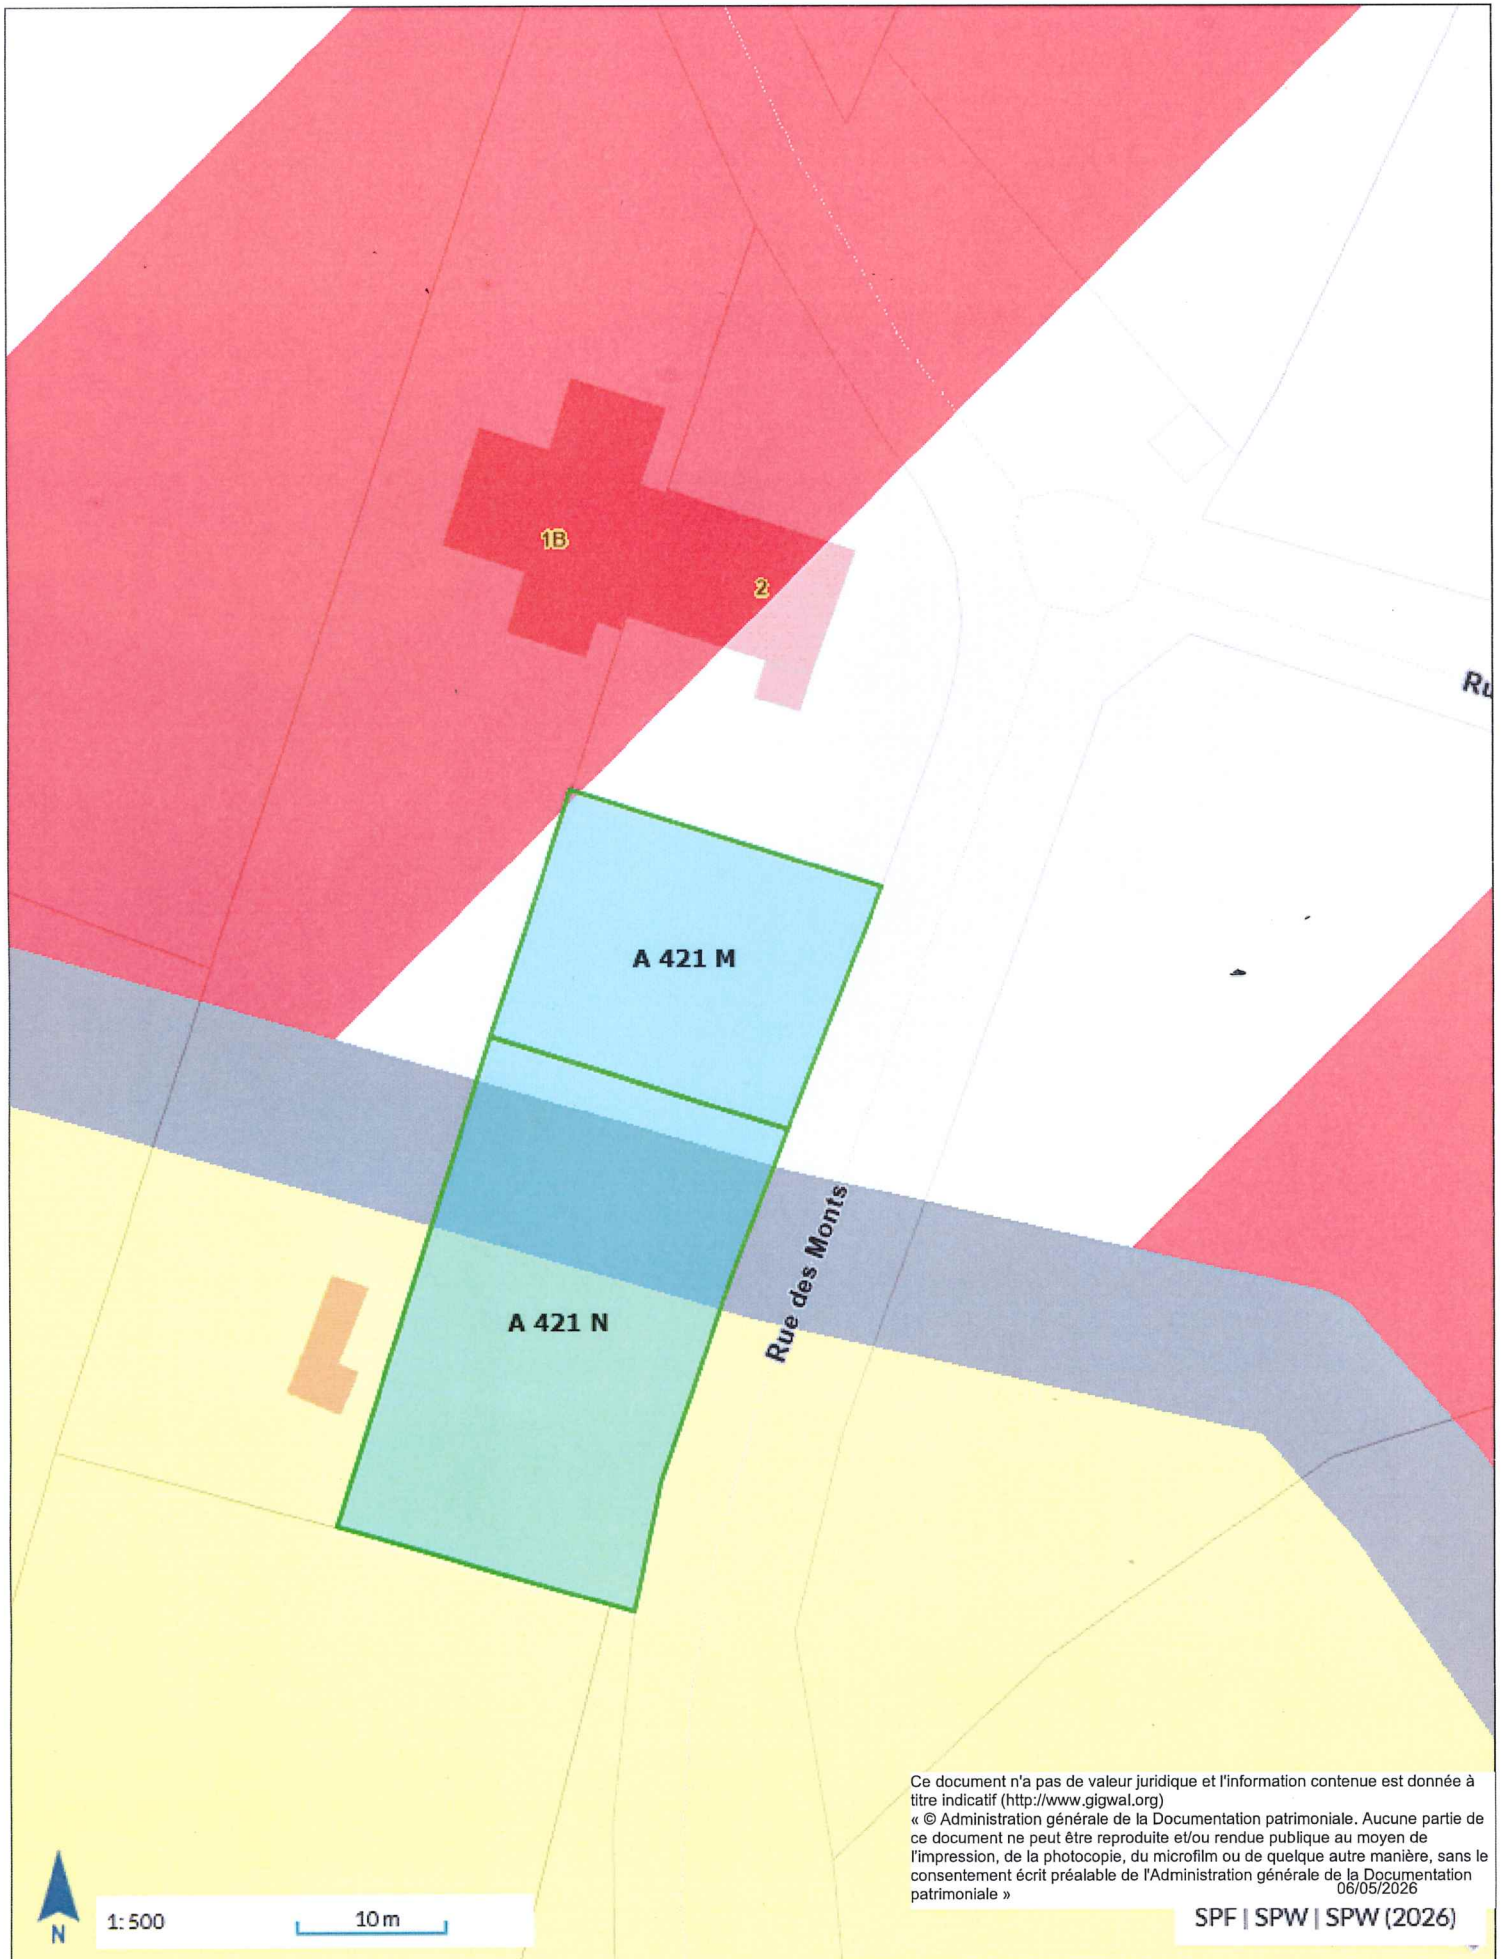 1B
2
Ru
A 421 M
Rue des Monts
A 421 N
Ce document n'a pas de valeur juridique et l'information contenue est donnée à
titre indicatif (http://www.gigwal.org)
« © Administration générale de la Documentation patrimoniale. Aucune partie de
ce document ne peut être reproduite et/ou rendue publique au moyen de
l'impression, de la photocopie, du microfilm ou de quelque autre manière, sans le
consentement écrit préalable de l'Administration générale de la Documentation
patrimoniale »
06/05/2026
N
1:500
10 m
SPF | SPW | SPW (2026)